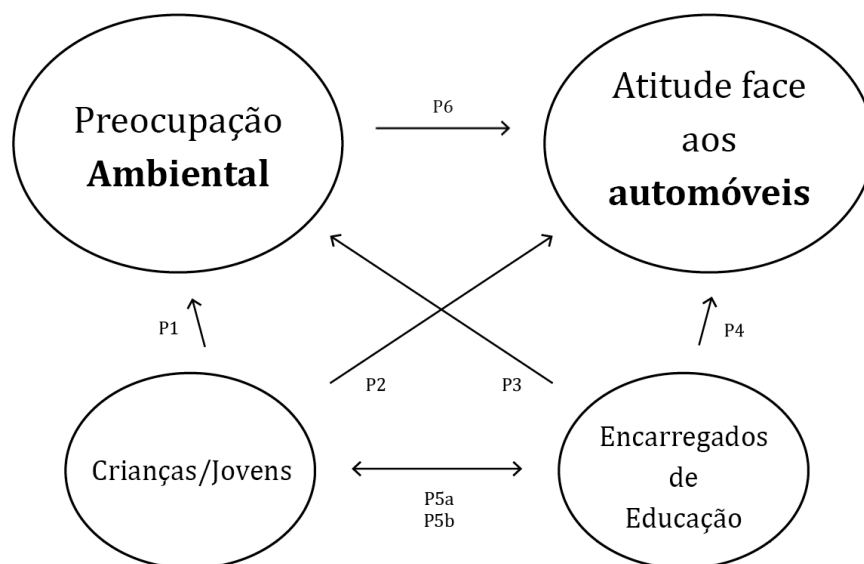 Preocupação
Ambiental
P6
Atitude face
aos
automóveis
P1
P2
P3
P4
Crianças/Jovens
P5a
P5b
Encarregados
de
Educação